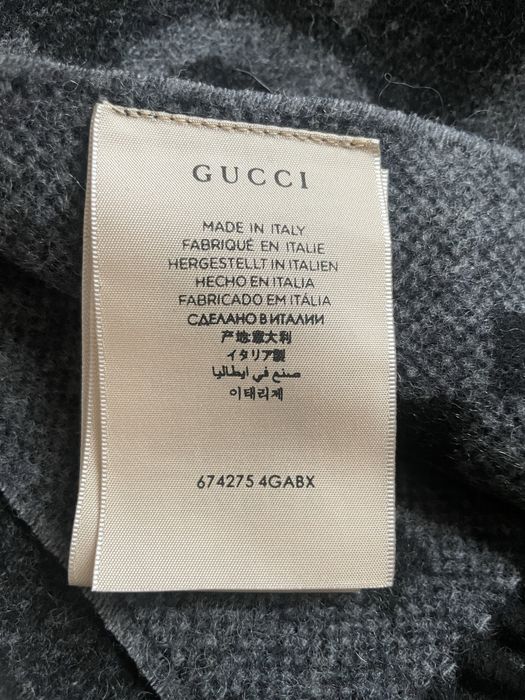 GUCCI
MADE IN ITALY
FABRIQUÉ EN ITALIE
HERGESTELLT IN ITALIEN
HECHO EN ITALIA
FABRICADO EM ITÁLIA
СДЕЛАНО В ИТАЛИИ
产地:意大利
イタリア製
صنع في ايطاليا
이태리제
674275 4GABX